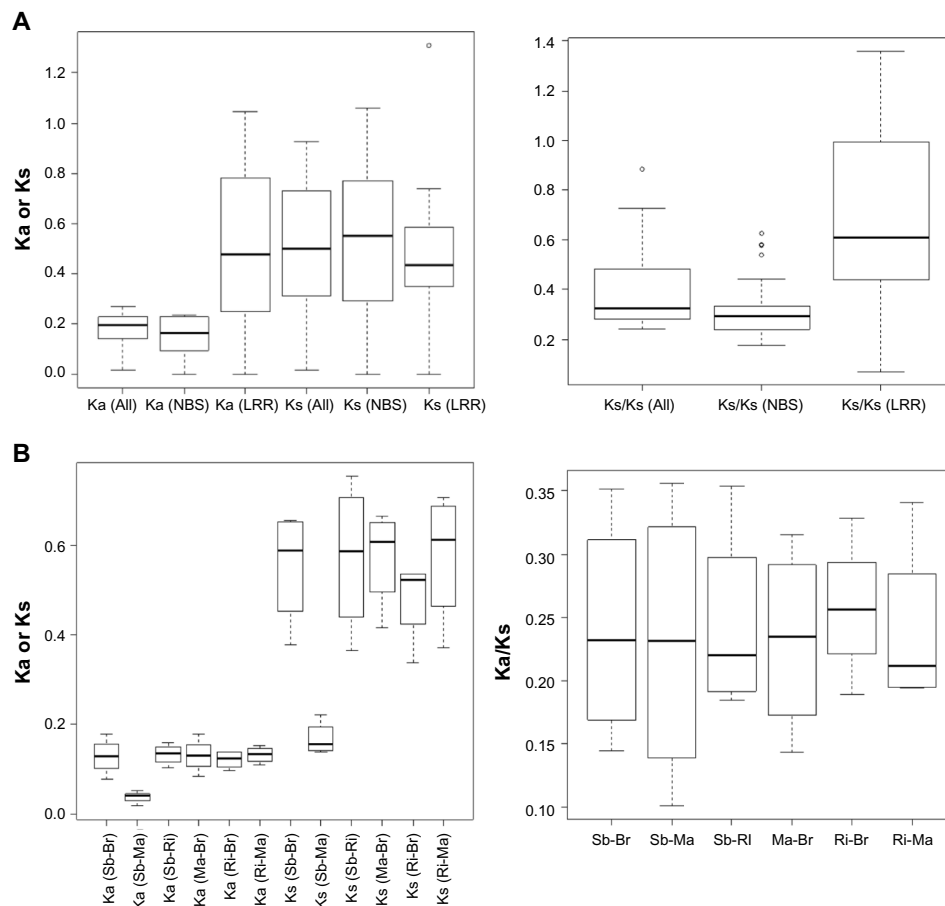 A
Ka or Ks
1.2
1.0
0.8
0.6
0.4
0.2
0.0
Ka (All)
Ka (NBS)
Ka (LRR)
Ks (All)
Ks (NBS)
Ks (LRR)
1.4
1.2
1.0
0.8
0.6
0.4
0.2
Ks/Ks (All)
Ks/Ks (NBS)
Ks/Ks (LRR)
B
Ka or Ks
0.6
0.4
0.2
0.0
Ka (Sb-Br)
Ka (Sb-Ma)
Ka (Sb-Ri)
Ka (Ma-Br)
Ka (Ri-Br)
Ka (Ri-Ma)
Ks (Sb-Br)
Ks (Sb-Ma)
Ks (Sb-Ri)
Ks (Ma-Br)
Ks (Ri-Br)
Ks (Ri-Ma)
Ka/Ks
0.35
0.30
0.25
0.20
0.15
0.10
Sb-Br
Sb-Ma
Sb-RI
Ma-Br
Ri-Br
Ri-Ma